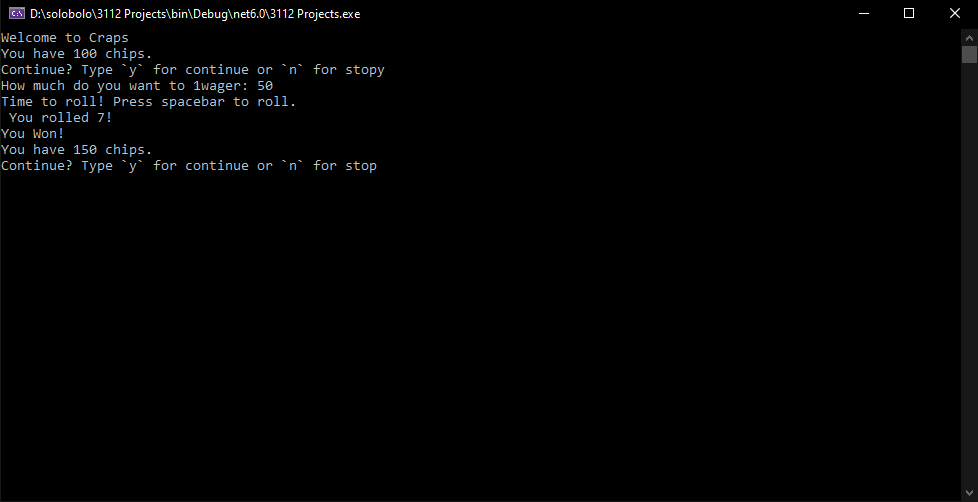 D:\solobolo\3112 Projects\bin\Debug\net6.0\3112 Projects.exe
Welcome to Craps
You have 100 chips.
Continue? Type `y` for continue or `n` for stopy
How much do you want to 1wager: 50
Time to roll! Press spacebar to roll.
 You rolled 7!
You Won!
You have 150 chips.
Continue? Type `y` for continue or `n` for stop